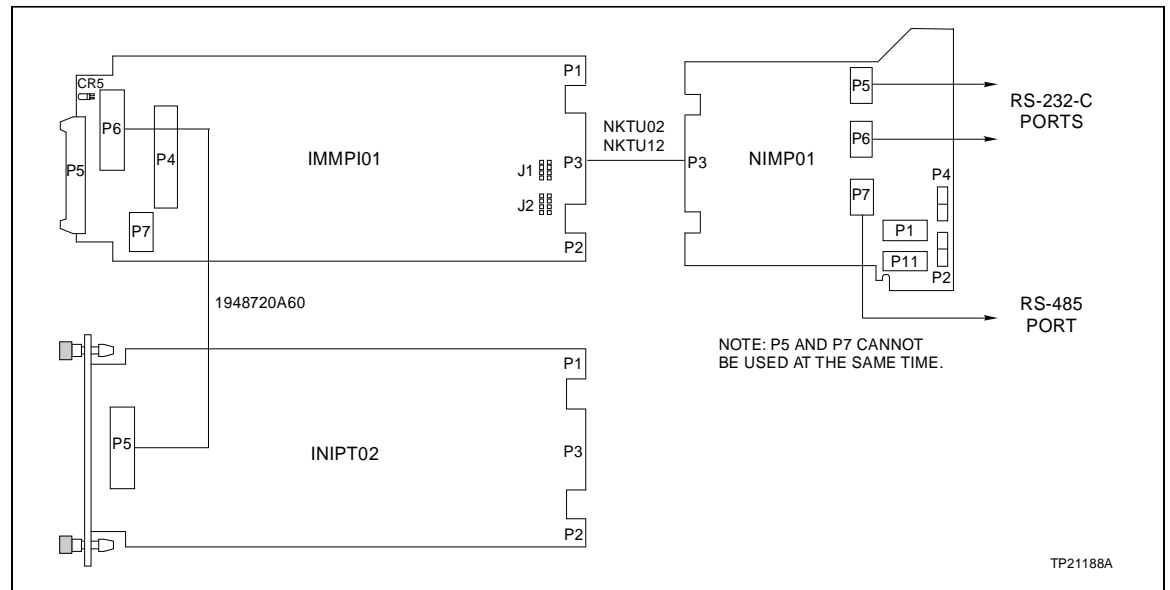 CR5
P6
P4
P5
P7
IMMPI01
J1
J2
P1
P3
P2
NKTU02
NKTU12
P3
NIMP01
P5
P6
P7
P4
P1
P11
P2
RS-232-C
PORTS
RS-485
PORT
NOTE: P5 AND P7 CANNOT
BE USED AT THE SAME TIME.
1948720A60
P5
INIPT02
P1
P3
P2
TP21188A